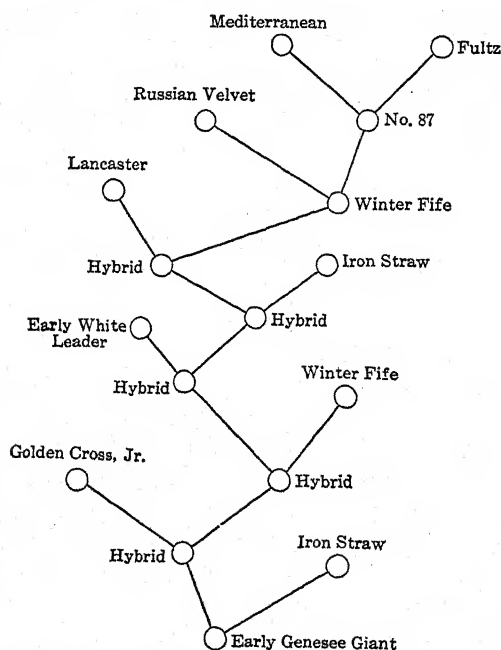 Mediterranean
Fultz
Russian Velvet
No. 87
Lancaster
Winter Fife
Hybrid
Iron Straw
Early White
Leader
Hybrid
Hybrid
Winter Fife
Golden Cross, Jr.
Hybrid
Hybrid
Iron Straw
Early Genesee Giant